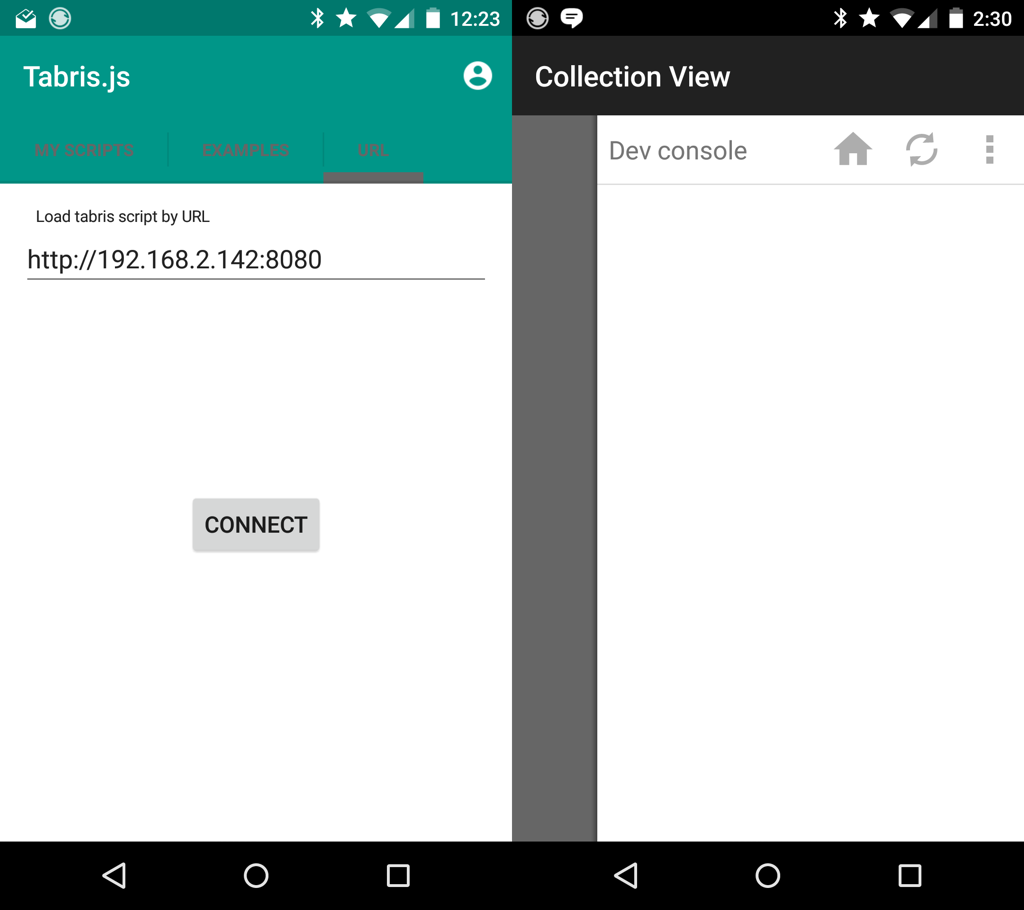 12:23
Tabris.js
MY SCRIPTS EXAMPLES URL
Load tabris script by URL
http://192.168.2.142:8080
CONNECT
2:30
Collection View
Dev console